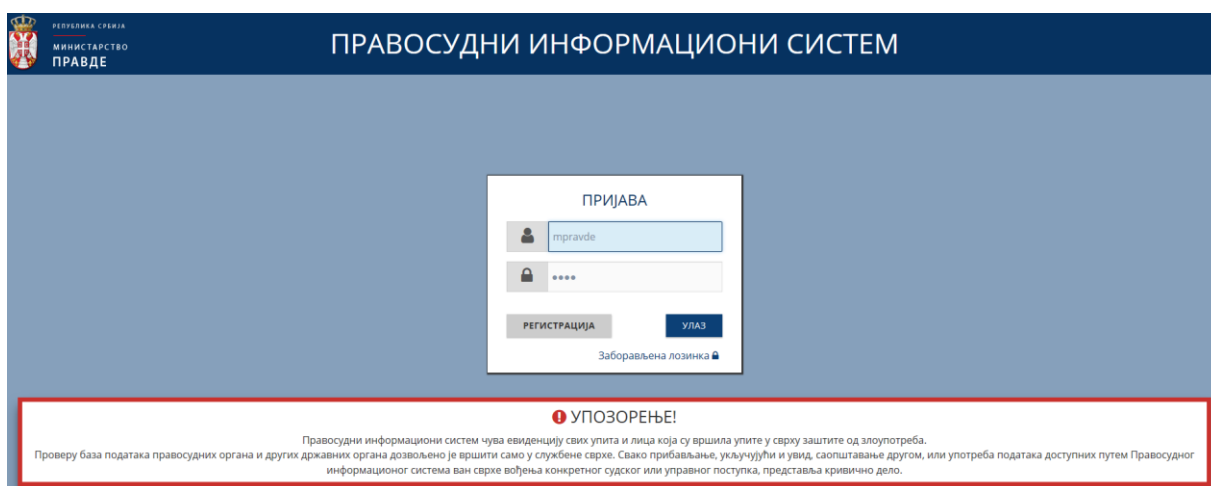 РЕПУБЛИКА СРБИЈА
МИНИСТАРСТВО
ПРАВДЕ
ПРАВОСУДНИ ИНФОРМАЦИОНИ СИСТЕМ
ПРИЈАВА
mpravde
••••
РЕГИСТРАЦИЈА
УЛАЗ
Заборављена лозинка
УПОЗОРЕЊЕ!
Правосудни информациони систем чува евиденцију свих упита и лица која су вршила упите у сврху заштите од злоупотреба.
Проверу база података правосудних органа и других државних органа дозвољено је вршити само у службене сврхе. Свако прибављање, укључујући и увид, саопштавање другом, или употреба података доступних путем Правосудног
информационог система ван сврхе вођења конкретног судског или управног поступка, представља кривично дело.